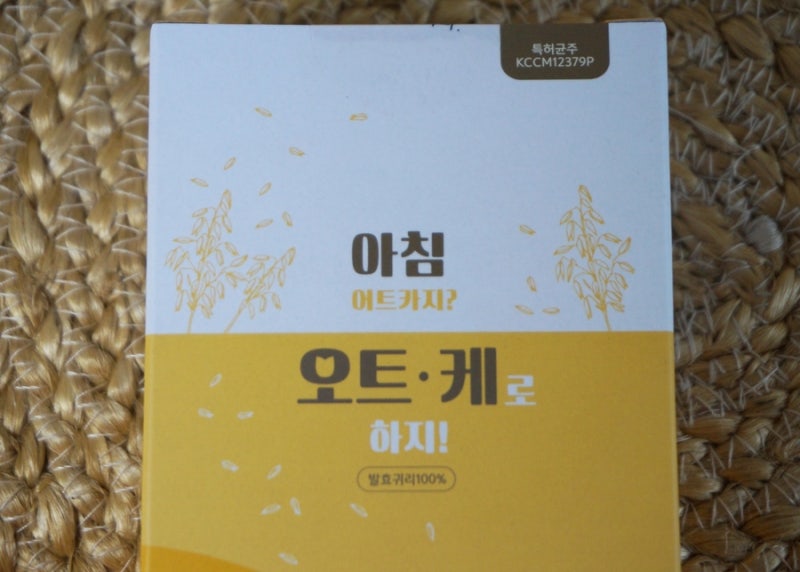 특허균주
KCCM12379P
아침
어트카지?
오트·케로
하지!
발효귀리100%